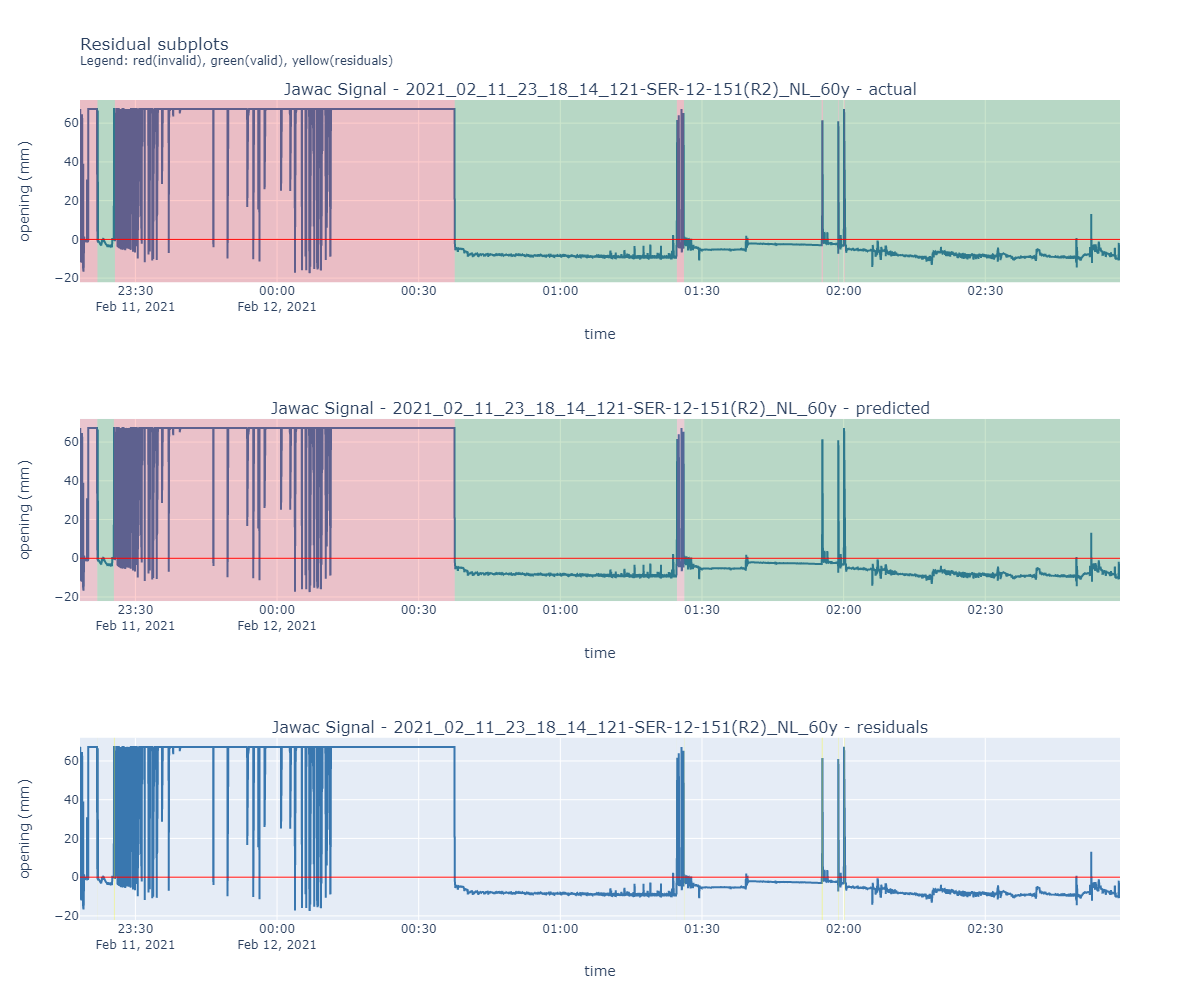 Residual subplots
Legend: red(invalid), green(valid), yellow(residuals)
Jawac Signal - 2021_02_11_23_18_14_121-SER-12-151(R2)_NL_60y - actual
opening (mm)
60
40
20
0
−20
23:30
Feb 11, 2021
00:00
Feb 12, 2021
00:30
01:00
01:30
02:00
02:30
time
Jawac Signal - 2021_02_11_23_18_14_121-SER-12-151(R2)_NL_60y - predicted
opening (mm)
60
40
20
0
−20
23:30
Feb 11, 2021
00:00
Feb 12, 2021
00:30
01:00
01:30
02:00
02:30
time
Jawac Signal - 2021_02_11_23_18_14_121-SER-12-151(R2)_NL_60y - residuals
opening (mm)
60
40
20
0
−20
23:30
Feb 11, 2021
00:00
Feb 12, 2021
00:30
01:00
01:30
02:00
02:30
time